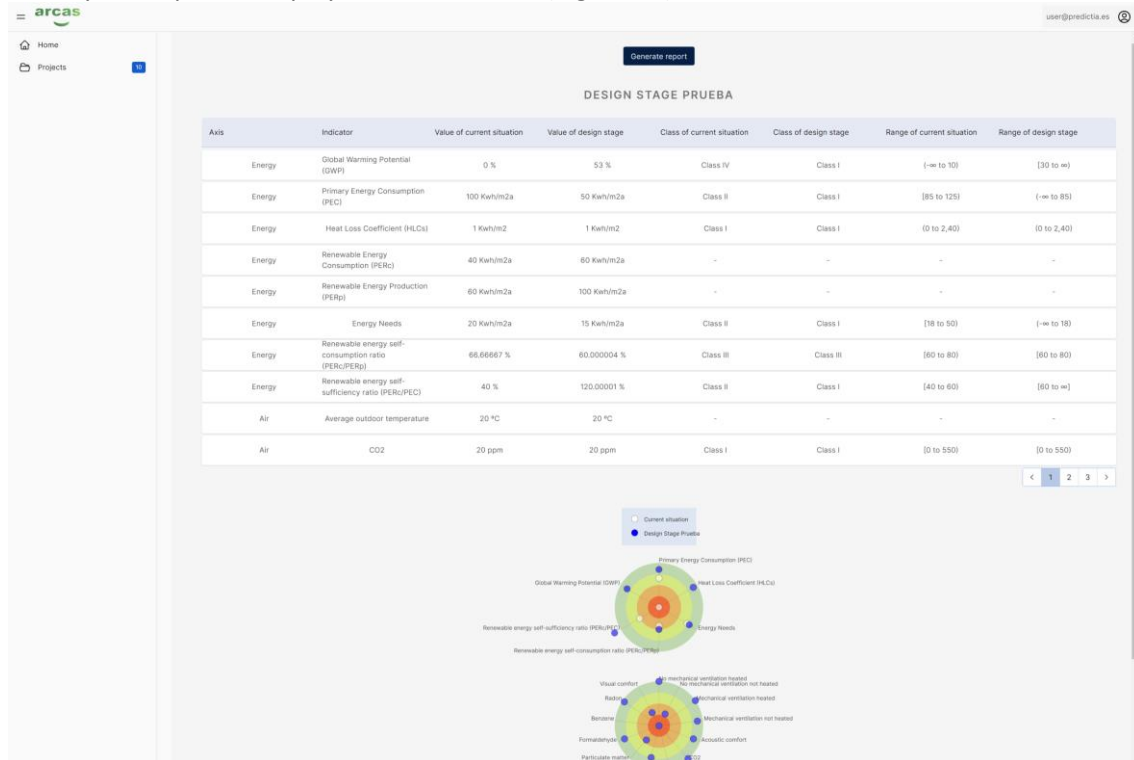 arcas
user@predictia.es
Home
Projects 10
Generate report
DESIGN STAGE PRUEBA
Axis Indicator Value of current situation Value of design stage Class of current situation Class of design stage Range of current situation Range of design stage
Energy Global Warming Potential (GWP) 0 % 53 % Class IV Class I (-∞ to 10) [30 to ∞)
Energy Primary Energy Consumption (PEC) 100 Kwh/m2a 50 Kwh/m2a Class II Class I [85 to 125) (-∞ to 85)
Energy Heat Loss Coefficient (HLCs) 1 Kwh/m2 1 Kwh/m2 Class I Class I (0 to 2,40) (0 to 2,40)
Energy Renewable Energy Consumption (PERc) 40 Kwh/m2a 60 Kwh/m2a - - - -
Energy Renewable Energy Production (PERp) 60 Kwh/m2a 100 Kwh/m2a - - - -
Energy Energy Needs 20 Kwh/m2a 15 Kwh/m2a Class II Class I [18 to 50) (-∞ to 18)
Energy Renewable energy self-consumption ratio (PERc/PERp) 66.66667 % 60.000004 % Class III Class III [60 to 80) [60 to 80)
Energy Renewable energy self-sufficiency ratio (PERc/PEC) 40 % 120.00001 % Class II Class I [40 to 60) [60 to ∞]
Air Average outdoor temperature 20 ºC 20 ºC - - - -
Air CO2 20 ppm 20 ppm Class I Class I [0 to 550) [0 to 550)
< 1 2 3 >
Current situation
Design Stage Prueba
Primary Energy Consumption (PEC)
Global Warming Potential (GWP)
Heat Loss Coefficient (HLCs)
Renewable energy self-sufficiency ratio (PERc/PEC)
Energy Needs
Renewable energy self-consumption ratio (PERc/PERp)
No mechanical ventilation heated
Visual comfort
No mechanical ventilation not heated
Radon
Mechanical ventilation heated
Benzene
Mechanical ventilation not heated
Formaldehyde
Acoustic comfort
Particulate matter
CO2